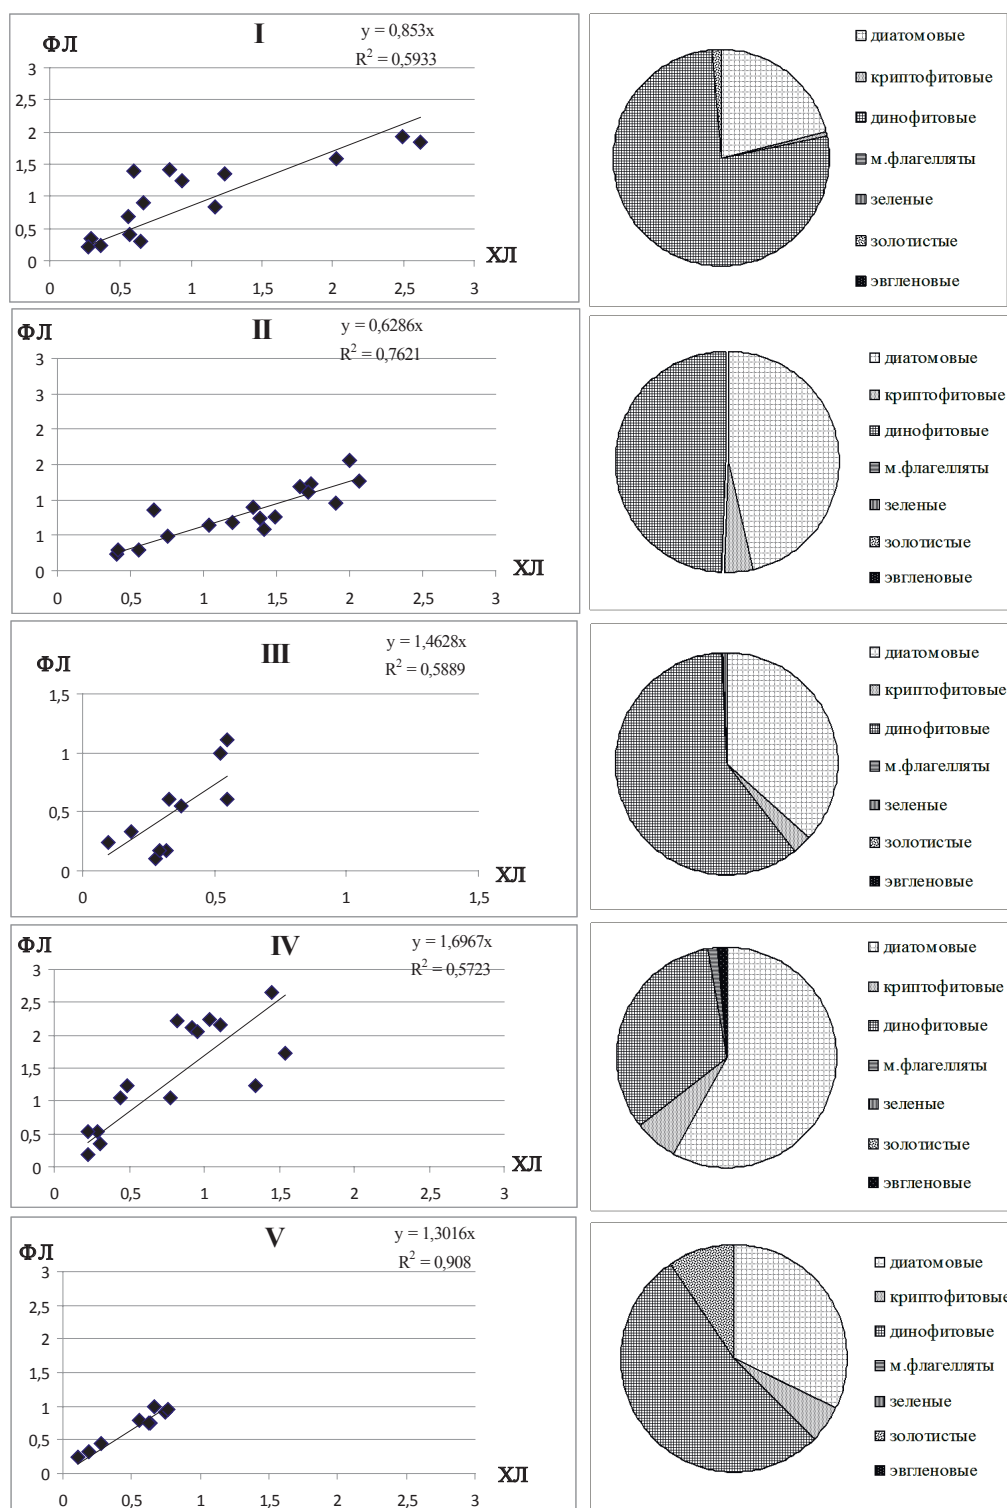 I
y = 0,853x
R² = 0,5933
ФЛ
3
2,5
2
1,5
1
0,5
0
0 0,5 1 1,5 2 2,5 3
ХЛ
диатомовые
криптофитовые
динофитовые
м.флагелляты
зеленые
золотистые
эвгленовые
II
y = 0,6286x
R² = 0,7621
ФЛ
3
3
2
2
1
1
0
0 0,5 1 1,5 2 2,5 3
ХЛ
диатомовые
криптофитовые
динофитовые
м.флагелляты
зеленые
золотистые
эвгленовые
III
y = 1,4628x
R² = 0,5889
ФЛ
1,5
1
0,5
0
0 0,5 1 1,5
ХЛ
диатомовые
криптофитовые
динофитовые
м.флагелляты
зеленые
золотистые
эвгленовые
IV
y = 1,6967x
R² = 0,5723
ФЛ
3
2,5
2
1,5
1
0,5
0
0 0,5 1 1,5 2 2,5 3
ХЛ
диатомовые
криптофитовые
динофитовые
м.флагелляты
зеленые
золотистые
эвгленовые
V
y = 1,3016x
R² = 0,908
ФЛ
3
2,5
2
1,5
1
0,5
0
0 0,5 1 1,5 2 2,5 3
ХЛ
диатомовые
криптофитовые
динофитовые
м.флагелляты
зеленые
золотистые
эвгленовые